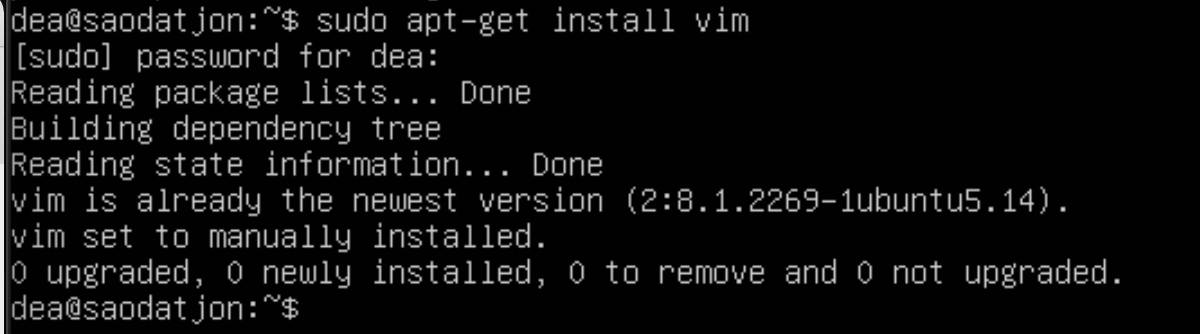 dea@saodatjon:~$ sudo apt-get install vim
[sudo] password for dea:
Reading package lists... Done
Building dependency tree
Reading state information... Done
vim is already the newest version (2:8.1.2269-1ubuntu5.14).
vim set to manually installed.
0 upgraded, 0 newly installed, 0 to remove and 0 not upgraded.
dea@saodatjon:~$